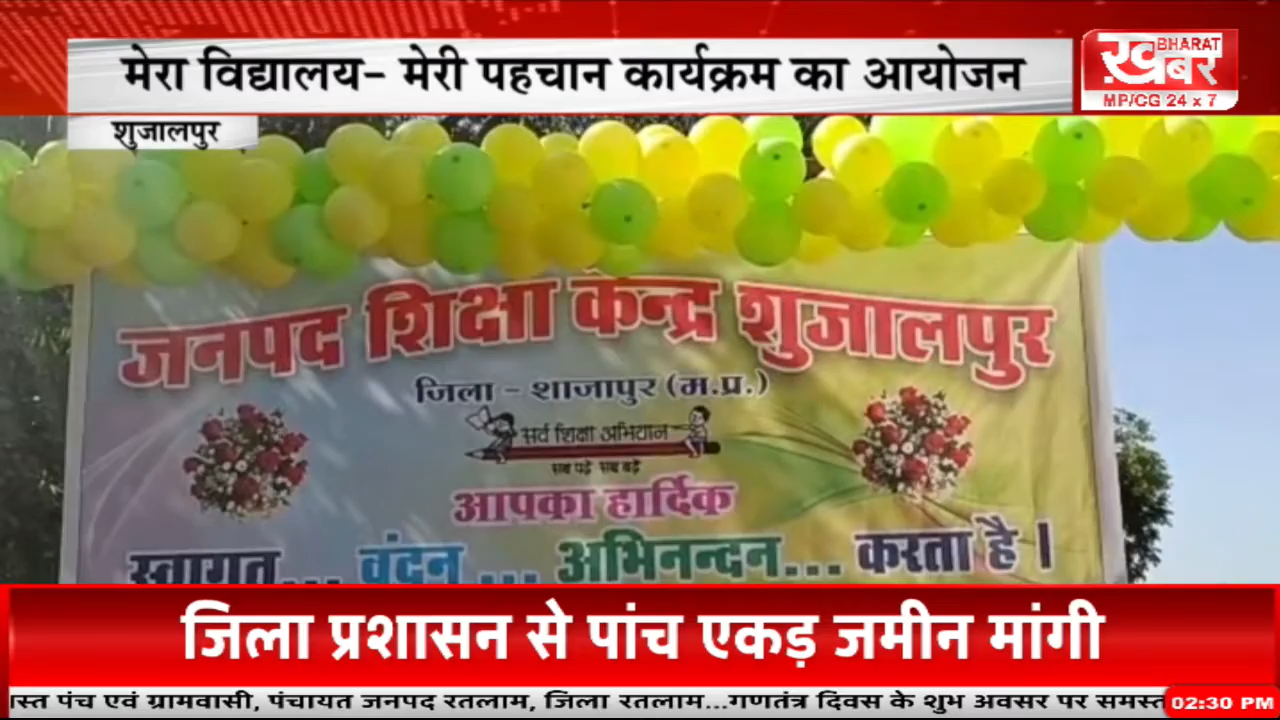 मेरा विद्यालय- मेरी पहचान कार्यक्रम का आयोजन
ख़बर BHARAT
MP/CG 24 x 7
शुजालपुर
जनपद शिक्षा केन्द्र शुजालपुर
जिला - शाजापुर (म.प्र.)
सर्व शिक्षा अभियान
सब पढ़ें सब बढ़ें
आपका हार्दिक
स्वागत... वंदन ... अभिनन्दन... करता है।
जिला प्रशासन से पांच एकड़ जमीन मांगी
स्त पंच एवं ग्रामवासी, पंचायत जनपद रतलाम, जिला रतलाम...गणतंत्र दिवस के शुभ अवसर पर समस्त
02:30 PM